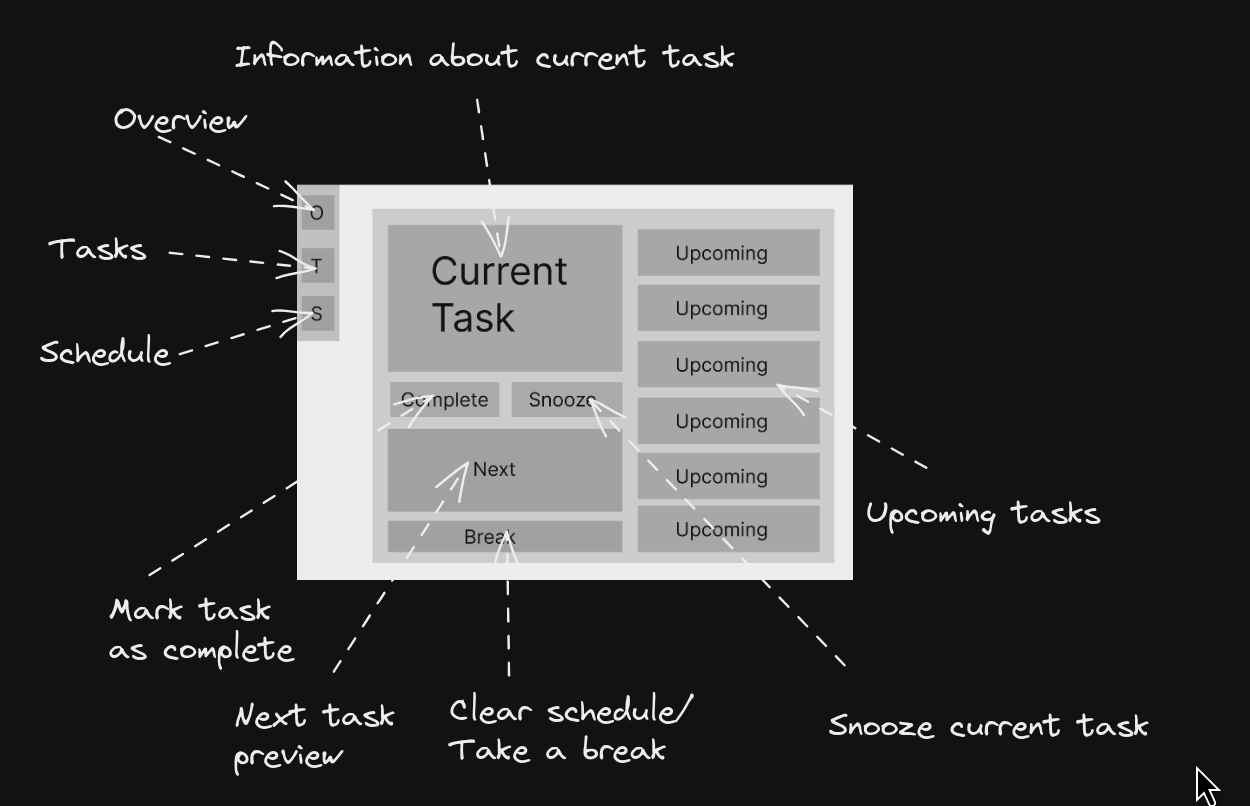 Information about current task
Overview
Tasks
Schedule
O
T
S
Current
Task
Complete
Snooze
Next
Break
Upcoming
Upcoming
Upcoming
Upcoming
Upcoming
Upcoming
Upcoming tasks
Mark task
as complete
Next task
preview
Clear schedule/
Take a break
Snooze current task